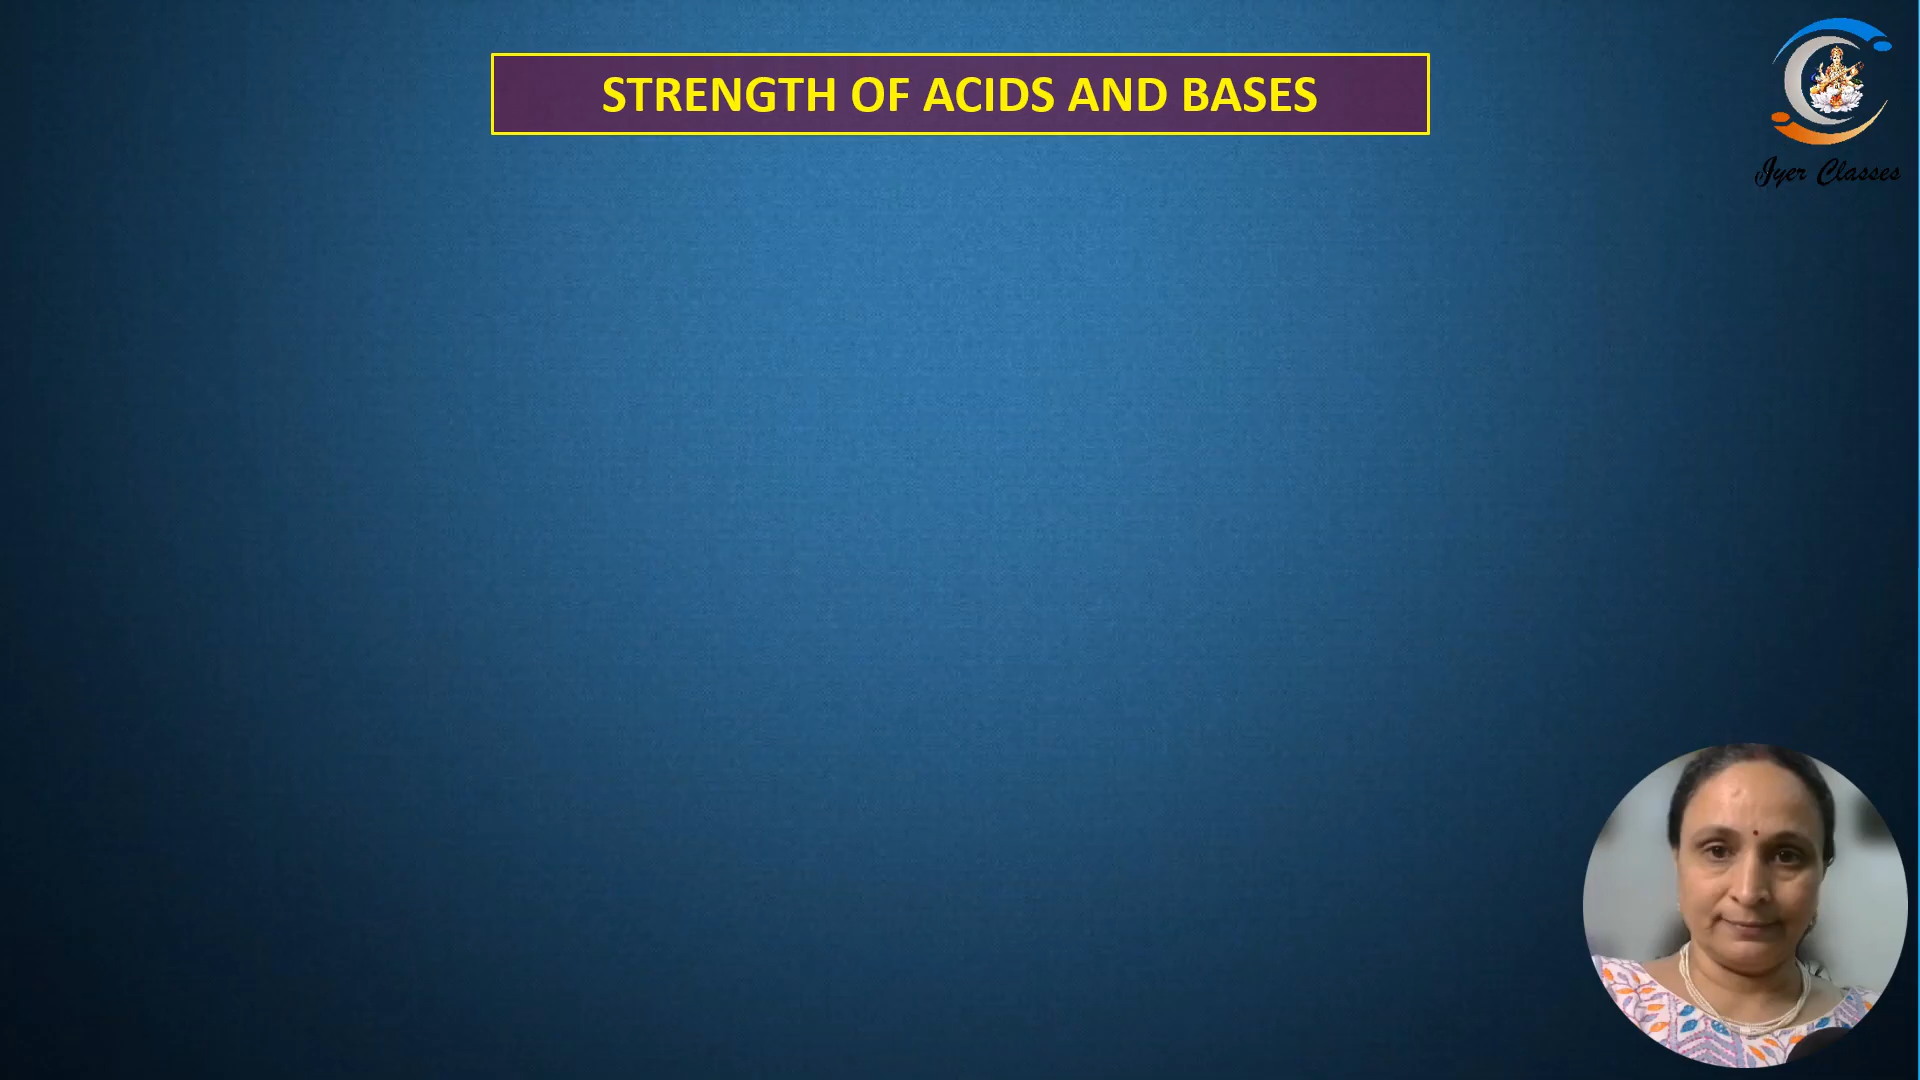 STRENGTH OF ACIDS AND BASES
Iyer Classes